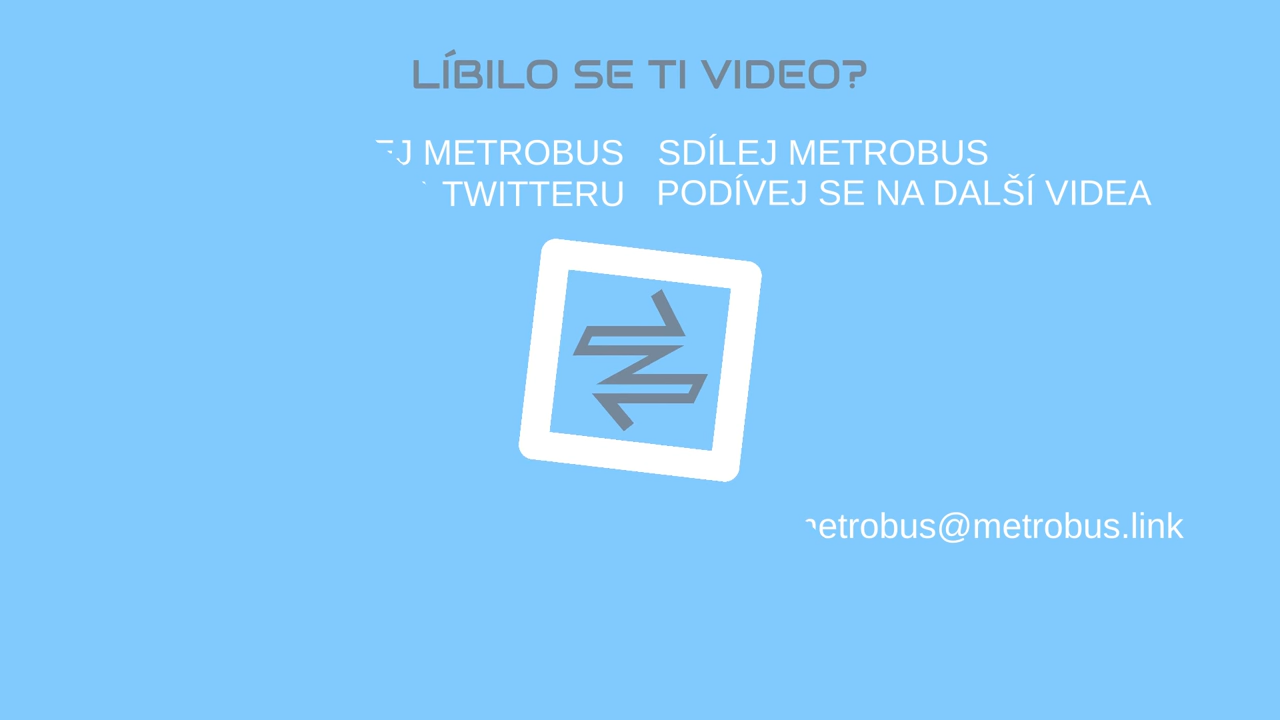 LÍBILO SE TI VIDEO?
METROBUS
TWITTERU
SDÍLEJ METROBUS
PODÍVEJ SE NA DALŠÍ VIDEA
etrobus@metrobus.link